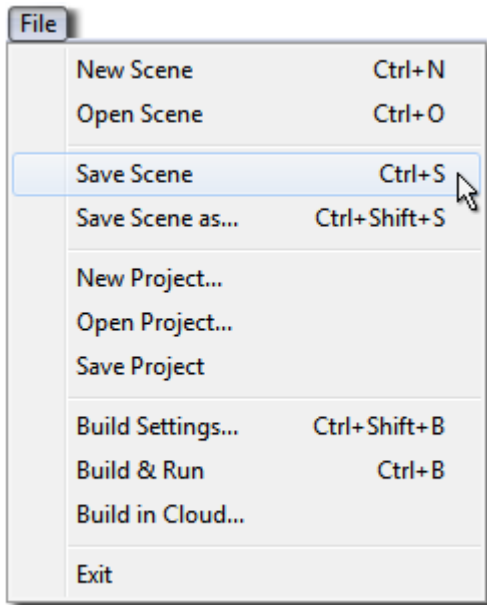 File
New Scene Ctrl+N
Open Scene Ctrl+O
Save Scene Ctrl+S
Save Scene as... Ctrl+Shift+S
New Project...
Open Project...
Save Project
Build Settings... Ctrl+Shift+B
Build & Run Ctrl+B
Build in Cloud...
Exit